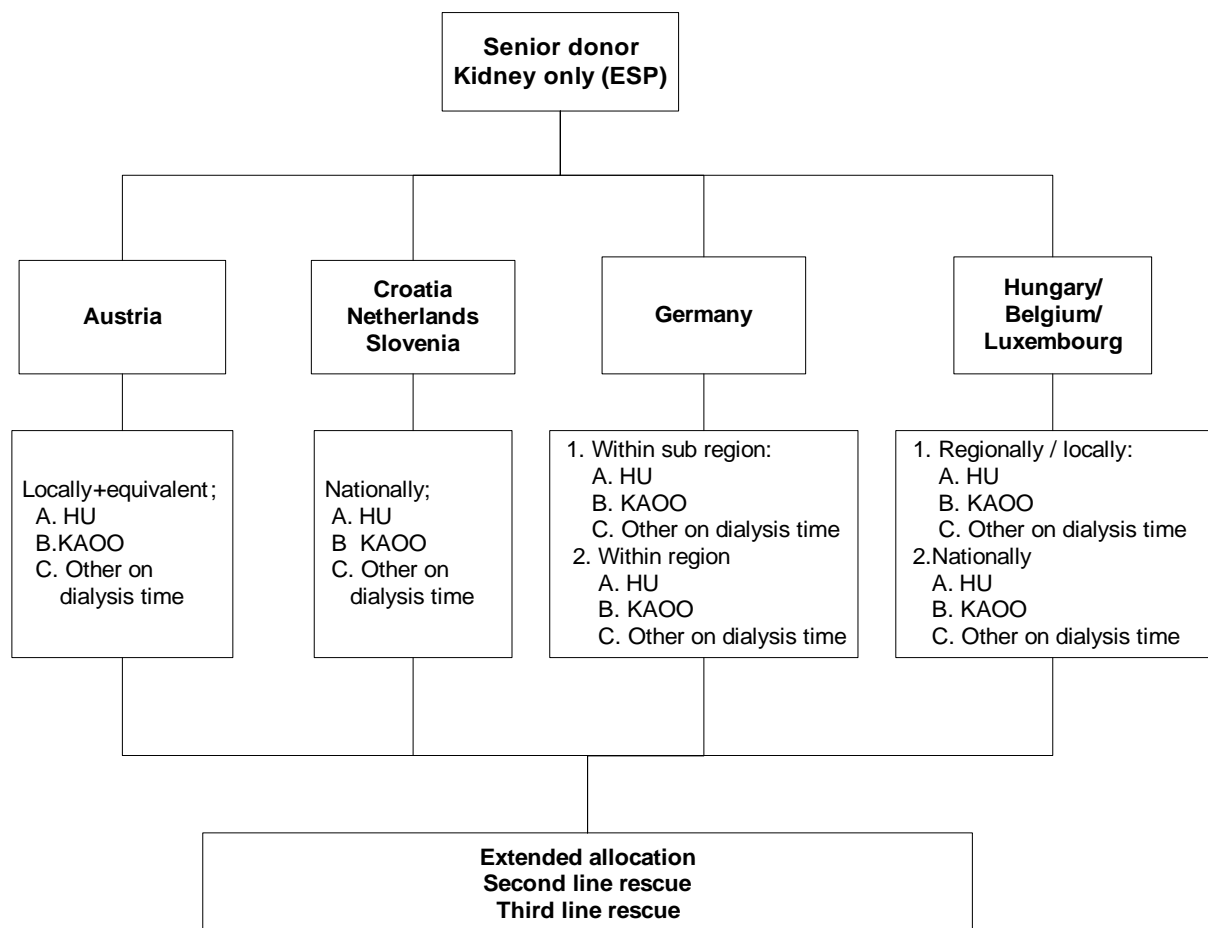 Senior donor
Kidney only (ESP)
Austria
Croatia
Netherlands
Slovenia
Germany
Hungary/
Belgium/
Luxembourg
Locally+equivalent;
A. HU
B.KAOO
C. Other on
dialysis time
Nationally;
A. HU
B KAOO
C. Other on
dialysis time
1. Within sub region:
A. HU
B. KAOO
C. Other on dialysis time
2. Within region
A. HU
B. KAOO
C. Other on dialysis time
1. Regionally / locally:
A. HU
B. KAOO
C. Other on dialysis time
2.Nationally
A. HU
B. KAOO
C. Other on dialysis time
Extended allocation
Second line rescue
Third line rescue